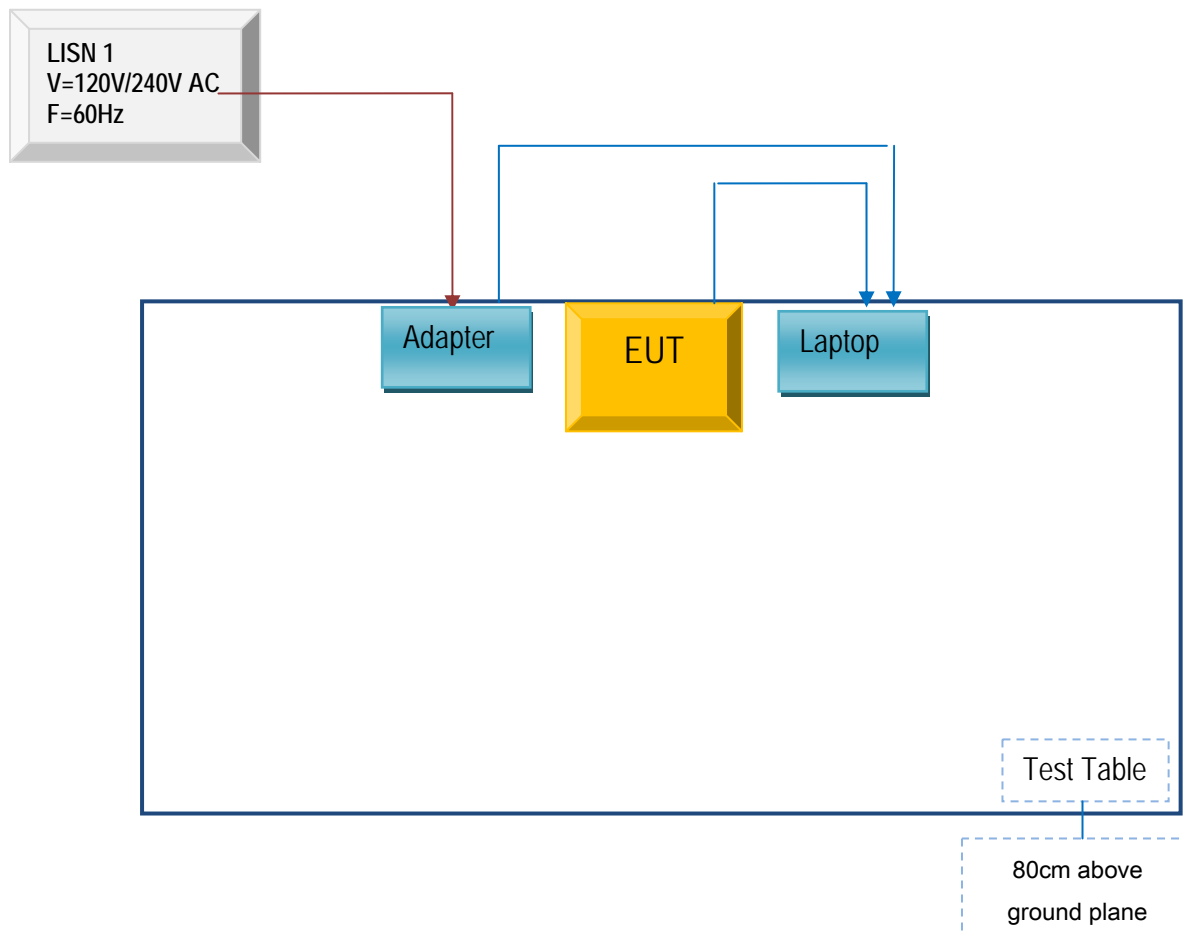 LISN 1
V=120V/240V AC
F=60Hz
Adapter
EUT
Laptop
Test Table
80cm above
ground plane